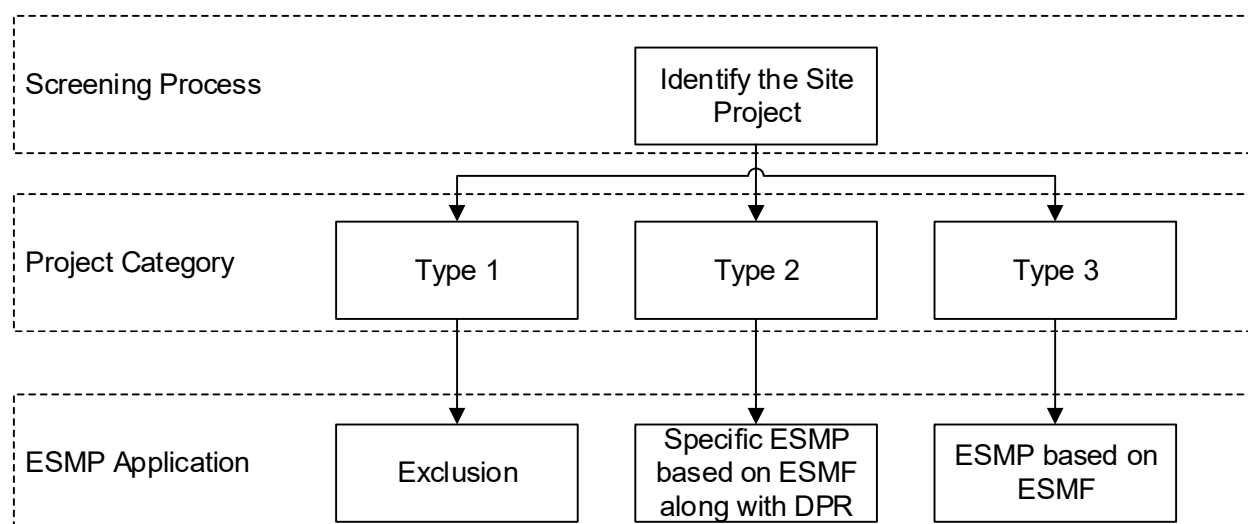 Screening Process
Identify the Site
Project
Project Category
Type 1
Type 2
Type 3
ESMP Application
Exclusion
Specific ESMP
based on ESMF
along with DPR
ESMP based on
ESMF